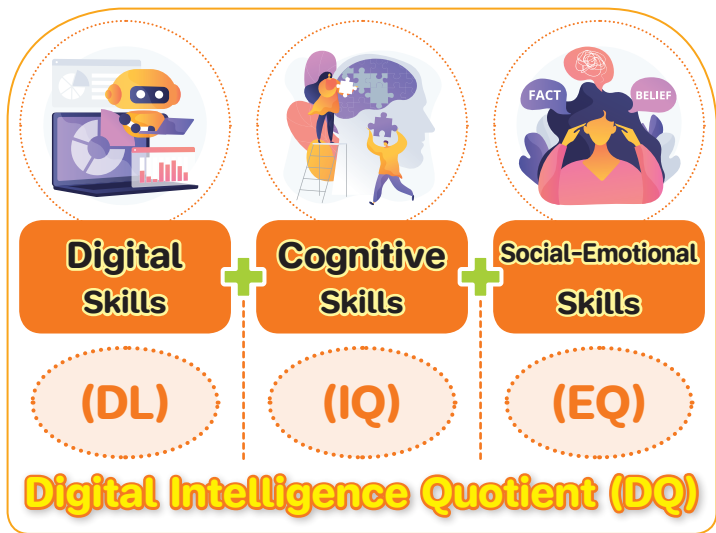 FACT
BELIEF
Digital
Skills
Cognitive
Skills
Social-Emotional
Skills
(DL)
(IQ)
(EQ)
Digital Intelligence Quotient (DQ)